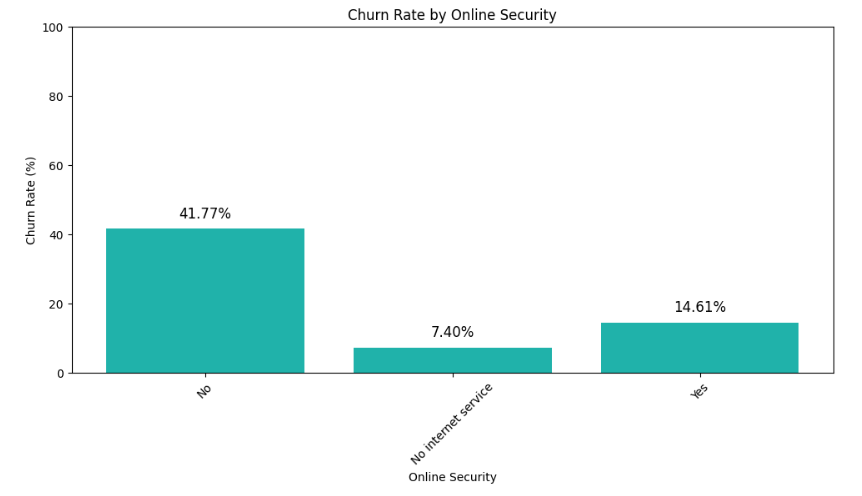 Churn Rate by Online Security
Churn Rate (%)
100
80
60
40
20
0
41.77%
7.40%
14.61%
No
No internet service
Yes
Online Security